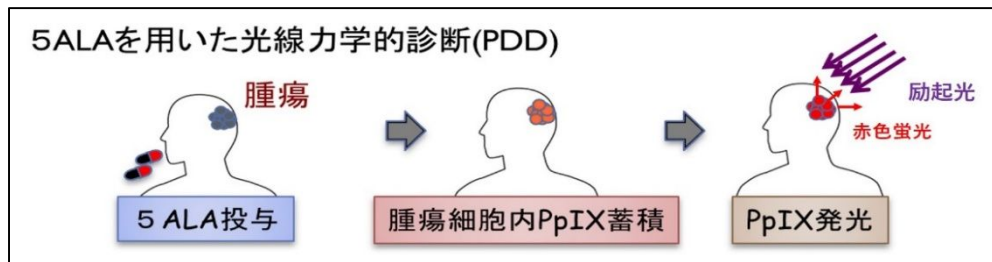 5ALAを用いた光線力学的診断(PDD)
腫瘍
励起光
赤色蛍光
5 ALA投与
腫瘍細胞内PpIX蓄積
PpIX発光